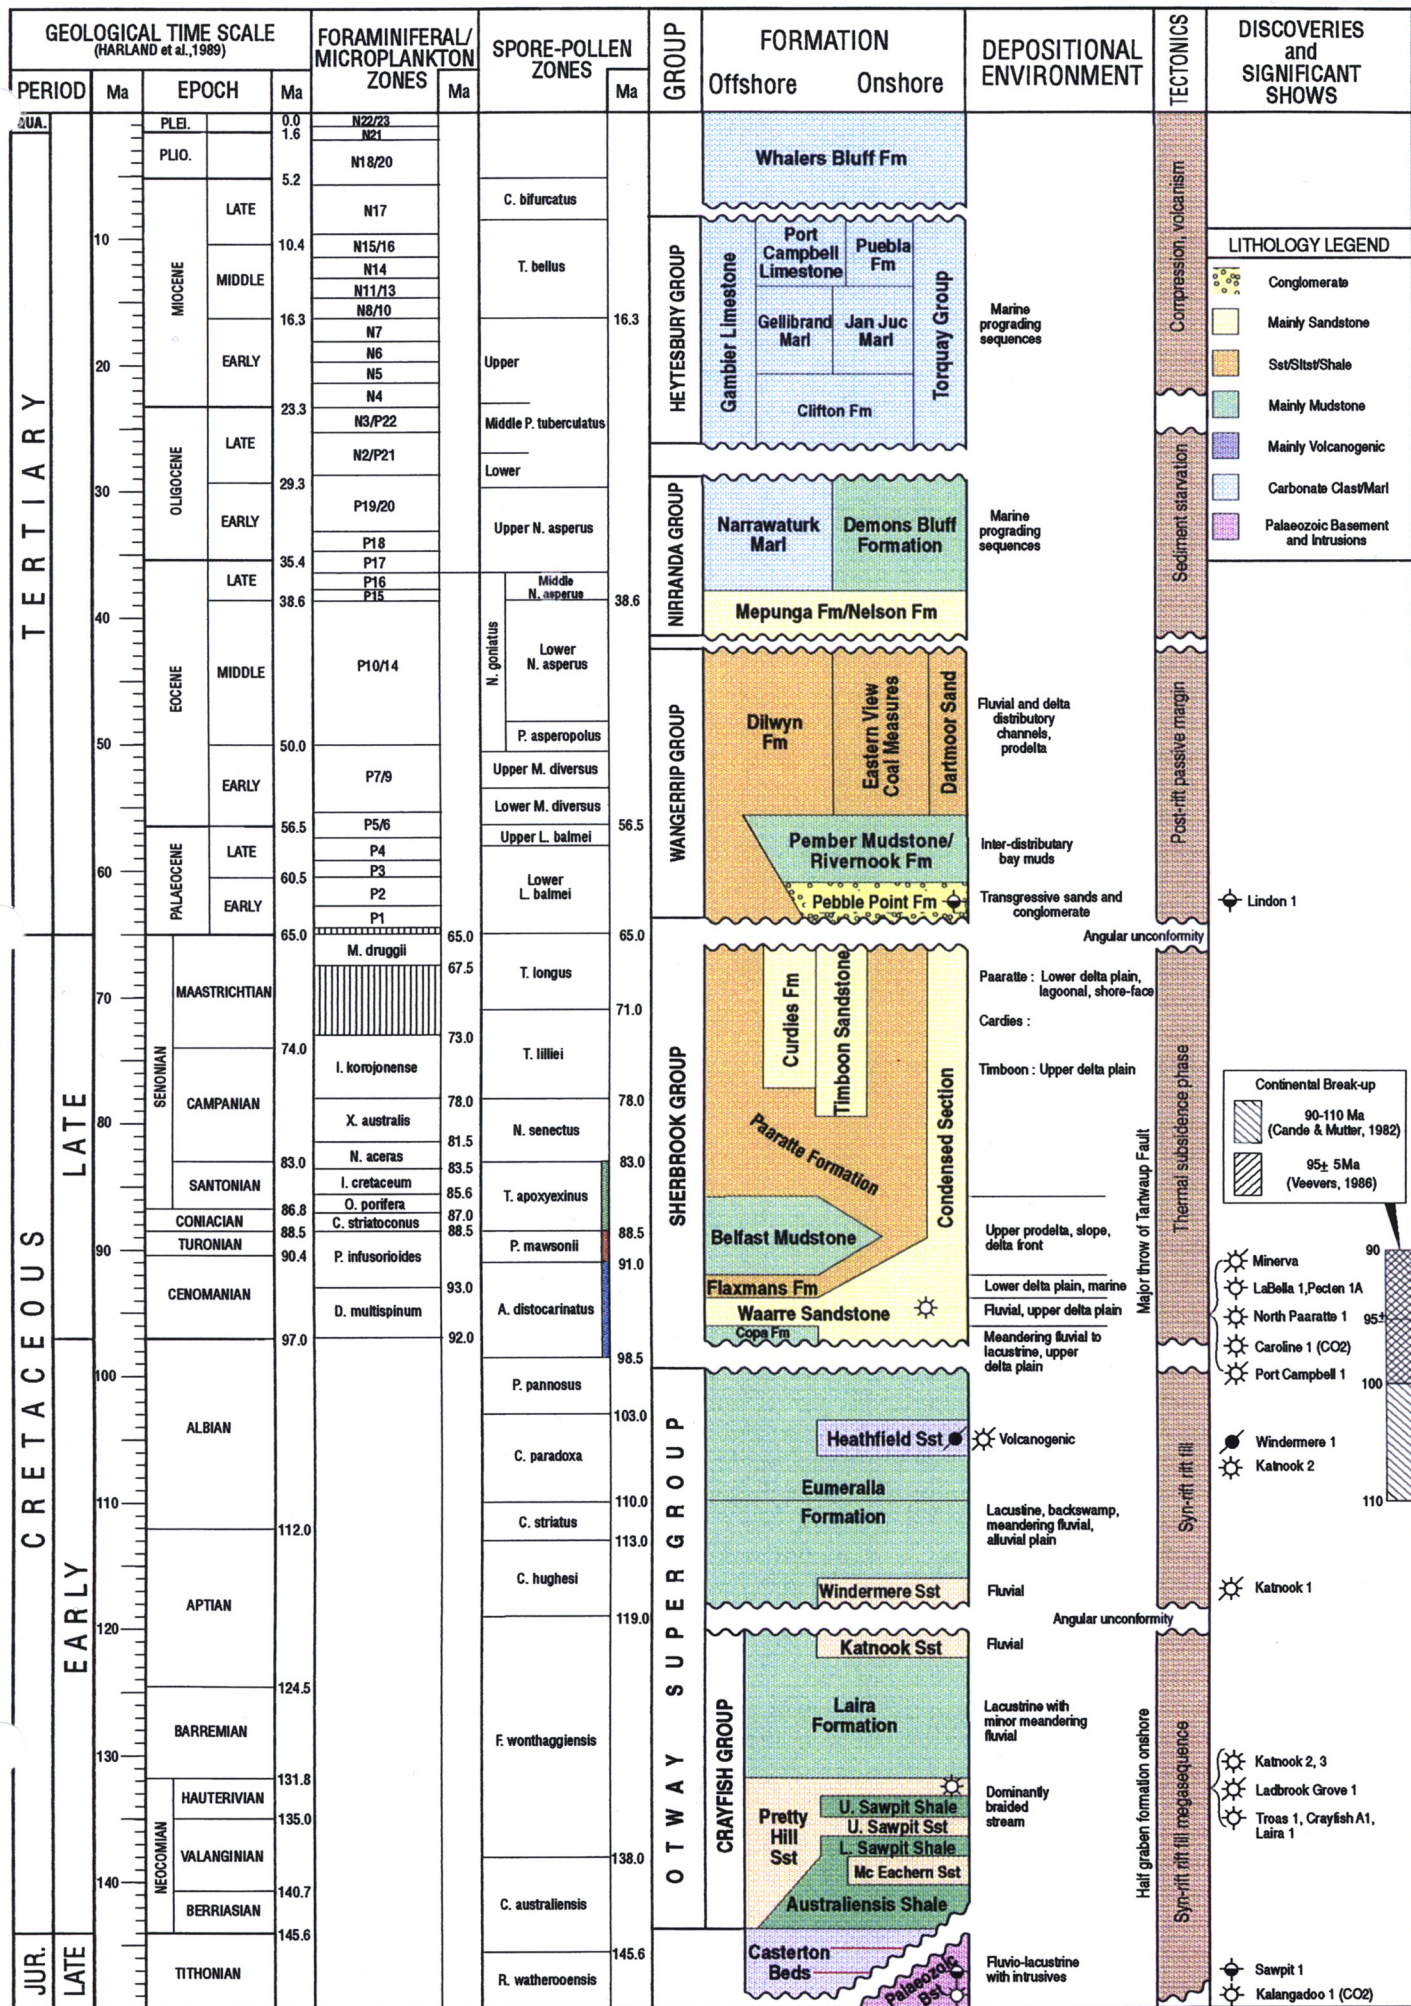 GEOLOGICAL TIME SCALE
(HARLAND et al.,1989)
PERIOD
Ma
EPOCH
Ma
FORAMINIFERAL/
MICROPLANKTON
ZONES
Ma
SPORE-POLLEN
ZONES
Ma
GROUP
FORMATION
Offshore
Onshore
DEPOSITIONAL
ENVIRONMENT
TECTONICS
DISCOVERIES
and
SIGNIFICANT
SHOWS
QUA.
TERTIARY
CRETACEOUS
LATE
EARLY
JUR.
LATE
10
20
30
40
50
60
70
80
90
100
110
120
130
140
PLEI.
PLIO.
MIOCENE
LATE
MIDDLE
EARLY
OLIGOCENE
LATE
EARLY
EOCENE
LATE
MIDDLE
EARLY
PALAEOCENE
LATE
EARLY
SENONIAN
MAASTRICHTIAN
CAMPANIAN
SANTONIAN
CONIACIAN
TURONIAN
CENOMANIAN
ALBIAN
APTIAN
BARREMIAN
NEOCOMIAN
HAUTERIVIAN
VALANGINIAN
BERRIASIAN
TITHONIAN
0.0
1.6
5.2
10.4
16.3
23.3
29.3
35.4
38.6
50.0
56.5
60.5
65.0
74.0
83.0
86.8
88.5
90.4
97.0
112.0
124.5
131.8
135.0
140.7
145.6
N22/23
N21
N18/20
N17
N15/16
N14
N11/13
N8/10
N7
N6
N5
N4
N3/P22
N2/P21
P19/20
P18
P17
P16
P15
P10/14
P7/9
P5/6
P4
P3
P2
P1
M. druggii
I. korojonense
X. australis
N. aceras
I. cretaceum
O. porifera
C. striatoconus
P. infusorioides
D. multispinum
65.0
67.5
73.0
78.0
81.5
83.5
85.6
87.0
88.5
93.0
92.0
C. bifurcatus
T. bellus
Upper
Middle P. tuberculatus
Lower
Upper N. asperus
N. goniatus
Middle
N. asperus
Lower
N. asperus
P. asperopolus
Upper M. diversus
Lower M. diversus
Upper L. balmei
Lower
L. balmei
T. longus
T. lilliei
N. senectus
T. apoxyexinus
P. mawsonii
A. distocarinatus
P. pannosus
C. paradoxa
C. striatus
C. hughesi
F. wonthaggiensis
C. australiensis
R. watherooensis
16.3
38.6
56.5
65.0
71.0
78.0
83.0
88.5
91.0
98.5
103.0
110.0
113.0
119.0
138.0
145.6
HEYTESBURY GROUP
NIRRANDA GROUP
WANGERRIP GROUP
SHERBROOK GROUP
OTWAY SUPERGROUP
CRAYFISH GROUP
Whalers Bluff Fm
Gambier Limestone
Port
Campbell
Limestone
Puebla
Fm
Gellibrand
Marl
Jan Juc
Marl
Torquay Group
Clifton Fm
Narrawaturk
Marl
Demons Bluff
Formation
Mepunga Fm/Nelson Fm
Dilwyn
Fm
Eastern View
Coal Measures
Dartmoor Sand
Pember Mudstone/
Rivernook Fm
Pebble Point Fm
Curdies Fm
Timboon Sandstone
Paaratte Formation
Condensed Section
Belfast Mudstone
Flaxmans Fm
Waarre Sandstone
Copa Fm
Heathfield Sst
Eumeralla
Formation
Windermere Sst
Katnook Sst
Laira
Formation
Pretty
Hill
Sst
U. Sawpit Shale
U. Sawpit Sst
L. Sawpit Shale
Mc Eachern Sst
Australiensis Shale
Casterton
Beds
Palaeozoic
Bst
Marine
prograding
sequences
Marine
prograding
sequences
Fluvial and delta
distributory
channels,
prodelta
Inter-distributary
bay muds
Transgressive sands and
conglomerate
Angular unconformity
Paaratte : Lower delta plain,
lagoonal, shore-face
Cardies :
Timboon : Upper delta plain
Upper prodelta, slope,
delta front
Lower delta plain, marine
Fluvial, upper delta plain
Meandering fluvial to
lacustrine, upper
delta plain
Volcanogenic
Lacustine, backswamp,
meandering fluvial,
alluvial plain
Fluvial
Angular unconformity
Fluvial
Lacustrine with
minor meandering
fluvial
Dominantly
braided
stream
Fluvio-lacustrine
with intrusives
Major throw of Tartwaup Fault
Half graben formation onshore
Compression, volcanism
Sediment starvation
Post-rift passive margin
Thermal subsidence phase
Syn-rift rift fill
Syn-rift rift fill megasequence
LITHOLOGY LEGEND
Conglomerate
Mainly Sandstone
Sst/Sltst/Shale
Mainly Mudstone
Mainly Volcanogenic
Carbonate Clast/Marl
Palaeozoic Basement
and Intrusions
Lindon 1
Continental Break-up
90-110 Ma
(Cande & Mutter, 1982)
95± 5Ma
(Veevers, 1986)
90
95±
100
110
Minerva
LaBella 1,Pecten 1A
North Paaratte 1
Caroline 1 (CO2)
Port Campbell 1
Windermere 1
Katnook 2
Katnook 1
Katnook 2, 3
Ladbrook Grove 1
Troas 1, Crayfish A1,
Laira 1
Sawpit 1
Kalangadoo 1 (CO2)